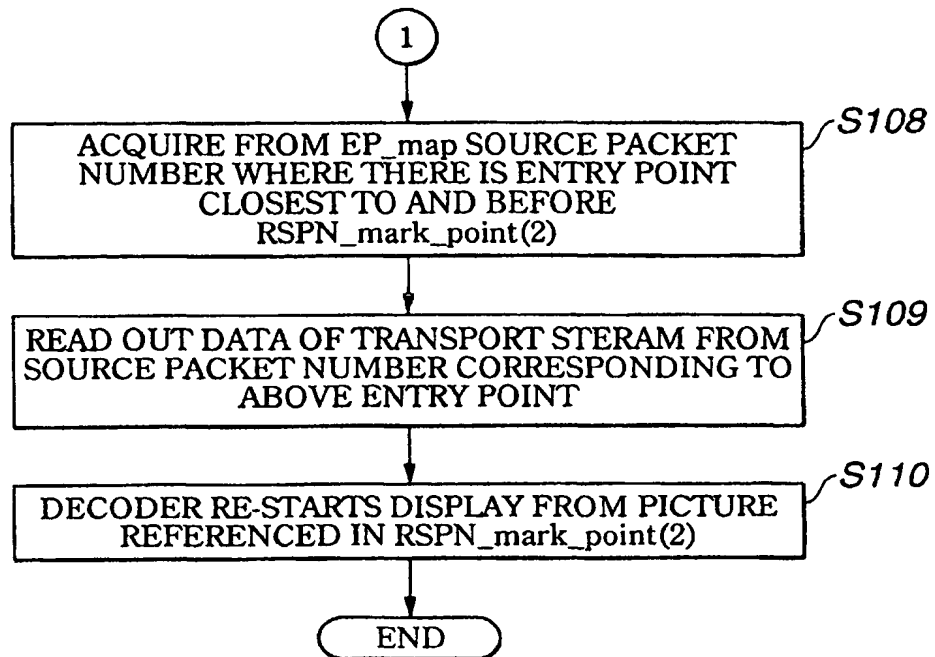 1
S108
ACQUIRE FROM EP_map SOURCE PACKET
NUMBER WHERE THERE IS ENTRY POINT
CLOSEST TO AND BEFORE
RSPN_mark_point(2)
S109
READ OUT DATA OF TRANSPORT STERAM FROM
SOURCE PACKET NUMBER CORRESPONDING TO
ABOVE ENTRY POINT
S110
DECODER RE-STARTS DISPLAY FROM PICTURE
REFERENCED IN RSPN_mark_point(2)
END